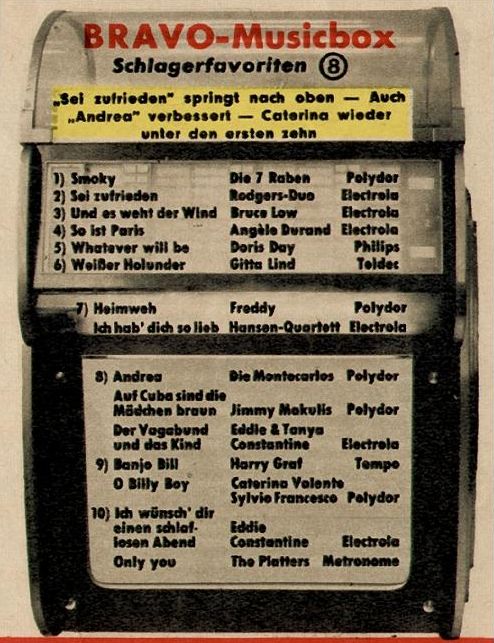 BRAVO-Musicbox
Schlagerfavoriten 8
„Sei zufrieden" springt nach oben — Auch
„Andrea" verbessert — Caterina wieder
unter den ersten zehn
1) Smoky Die 7 Raben Polydor
2) Sei zufrieden Rodgers-Duo Electrola
3) Und es weht der Wind Bruce Low Electrola
4) So ist Paris Angèle Durand Electrola
5) Whatever will be Doris Day Philips
6) Weißer Holunder Gitta Lind Teldec
7) Heimweh Freddy Polydor
Ich hab' dich so lieb Hansen-Quartett Electrola
8) Andrea Die Montecarlos Polydor
Auf Cuba sind die
Mädchen braun Jimmy Makulis Polydor
Der Vagabund Eddie & Tanya
und das Kind Constantine Electrola
9) Banjo Bill Harry Graf Tempo
O Billy Boy Caterina Valente
Sylvio Francesco Polydor
10) Ich wünsch' dir
einen schlaf- Eddie
losen Abend Constantine Electrola
Only you The Platters Metronome